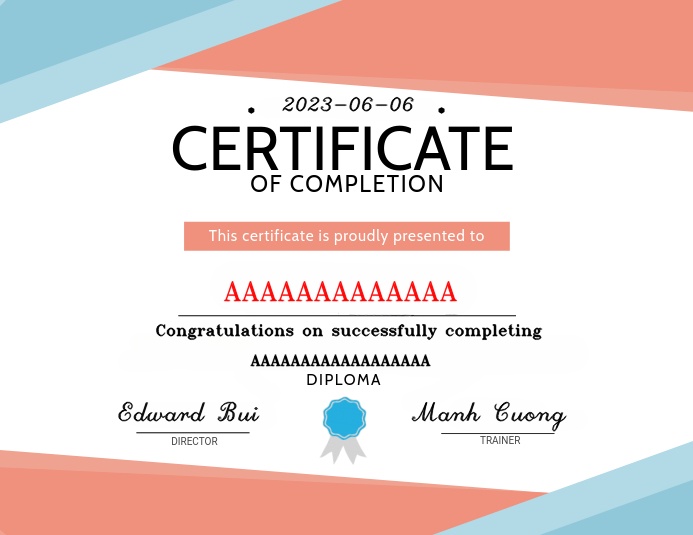 2023-06-06
CERTIFICATE
OF COMPLETION
This certificate is proudly presented to
AAAAAAAAAAAAA
Congratulations on successfully completing
AAAAAAAAAAAAAAAAAA
DIPLOMA
Edward Bui
Manh Cuong
DIRECTOR
TRAINER